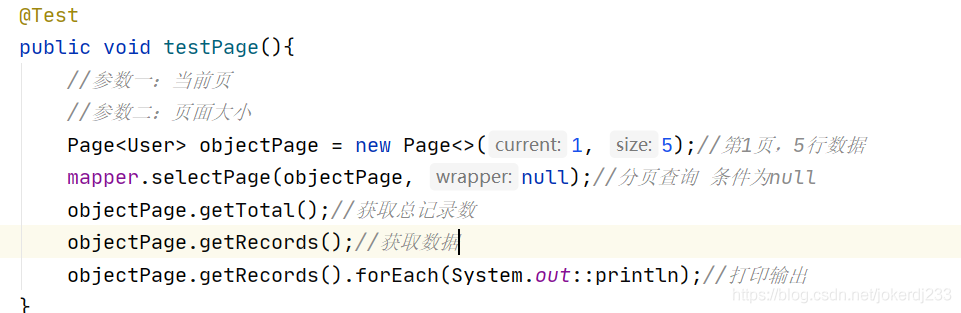 @Test
public void testPage(){
//参数一：当前页
//参数二：页面大小
Page<User> objectPage = new Page<>( current: 1, size: 5);//第1页，5行数据
mapper.selectPage(objectPage, wrapper: null);//分页查询 条件为null
objectPage.getTotal();//获取总记录数
objectPage.getRecords();//获取数据
objectPage.getRecords().forEach(System.out::println);//打印输出
}
https://blog.csdn.net/jokerdj233